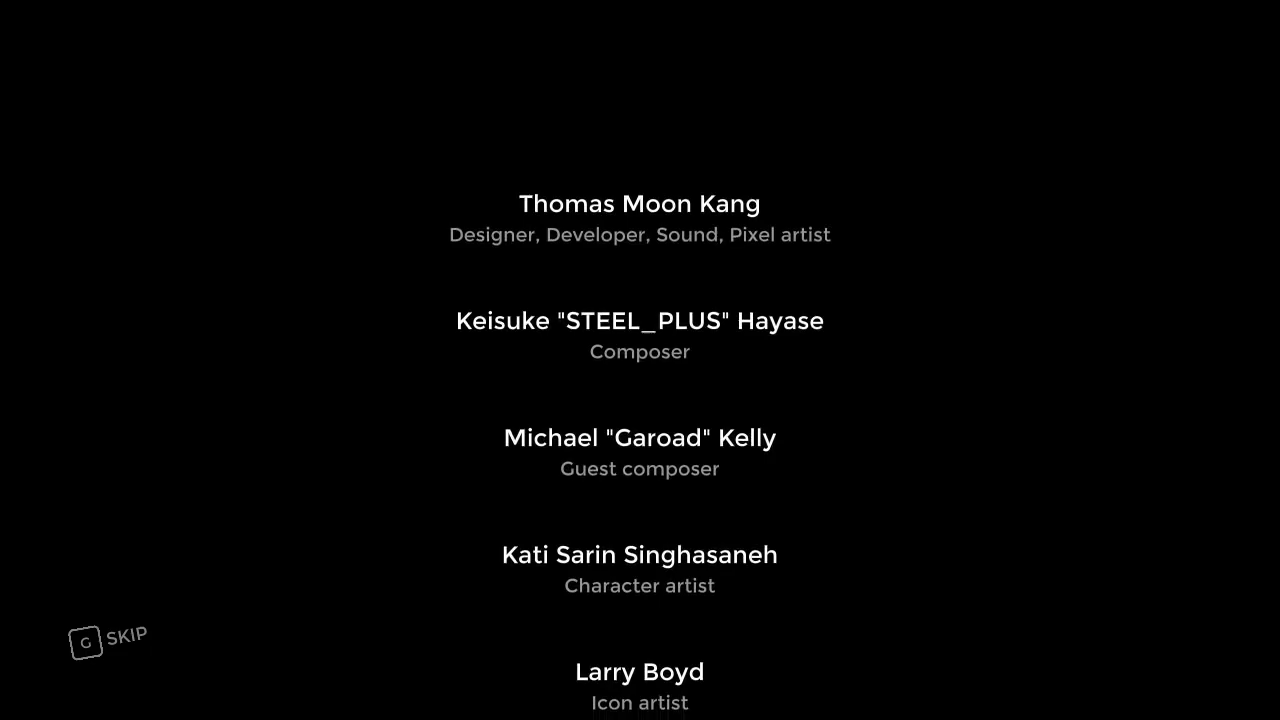 Thomas Moon Kang
Designer, Developer, Sound, Pixel artist
Keisuke "STEEL_PLUS" Hayase
Composer
Michael "Garoad" Kelly
Guest composer
Kati Sarin Singhasaneh
Character artist
G SKIP
Larry Boyd
Icon artist